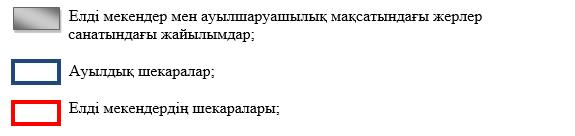 Елді мекендер мен ауылшаруашылық мақсатындағы жерлер
санатындағы жайылымдар;
Ауылдық шекаралар;
Елді мекендердің шекаралары;